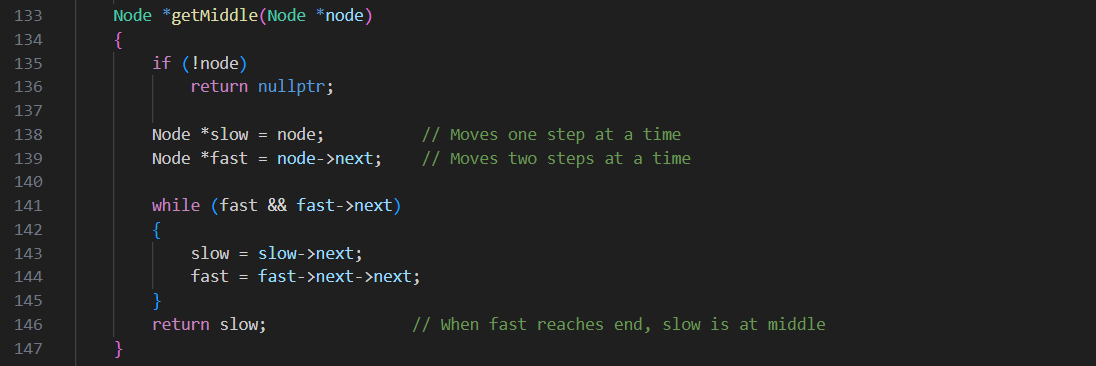 133 Node *getMiddle(Node *node)
134 {
135 if (!node)
136 return nullptr;
137
138 Node *slow = node; // Moves one step at a time
139 Node *fast = node->next; // Moves two steps at a time
140
141 while (fast && fast->next)
142 {
143 slow = slow->next;
144 fast = fast->next->next;
145 }
146 return slow; // When fast reaches end, slow is at middle
147 }